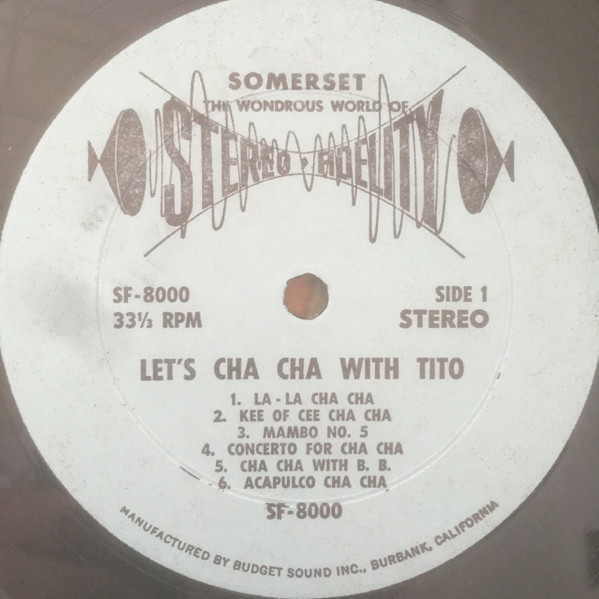 SOMERSET
THE WONDROUS WORLD OF
STEREO • FIDELITY
SF-8000
SIDE 1
33⅓ RPM
STEREO
LET'S CHA CHA WITH TITO
1. LA-LA CHA CHA
2. KEE OF CEE CHA CHA
3. MAMBO NO. 5
4. CONCERTO FOR CHA CHA
5. CHA CHA WITH B. B.
6. ACAPULCO CHA CHA
SF-8000
MANUFACTURED BY BUDGET SOUND INC., BURBANK, CALIFORNIA